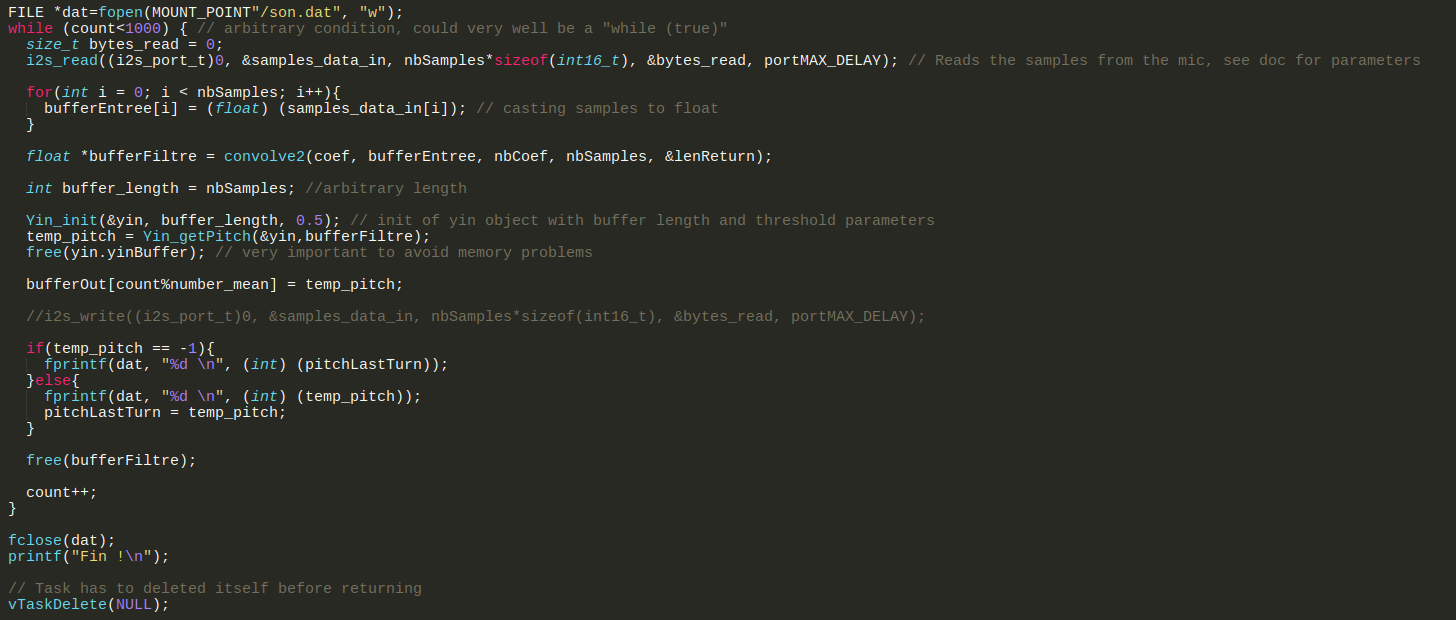 FILE *dat=fopen(MOUNT_POINT"/son.dat", "w");
while (count<1000) { // arbitrary condition, could very well be a "while (true)"
  size_t bytes_read = 0;
  i2s_read((i2s_port_t)0, &samples_data_in, nbSamples*sizeof(int16_t), &bytes_read, portMAX_DELAY); // Reads the samples from the mic, see doc for parameters

  for(int i = 0; i < nbSamples; i++){
    bufferEntree[i] = (float) (samples_data_in[i]); // casting samples to float
  }

  float *bufferFiltre = convolve2(coef, bufferEntree, nbCoef, nbSamples, &lenReturn);

  int buffer_length = nbSamples; //arbitrary length

  Yin_init(&yin, buffer_length, 0.5); // init of yin object with buffer length and threshold parameters
  temp_pitch = Yin_getPitch(&yin,bufferFiltre);
  free(yin.yinBuffer); // very important to avoid memory problems

  bufferOut[count%number_mean] = temp_pitch;

  //i2s_write((i2s_port_t)0, &samples_data_in, nbSamples*sizeof(int16_t), &bytes_read, portMAX_DELAY);

  if(temp_pitch == -1){
    fprintf(dat, "%d \n", (int) (pitchLastTurn));
  }else{
    fprintf(dat, "%d \n", (int) (temp_pitch));
    pitchLastTurn = temp_pitch;
  }

  free(bufferFiltre);

  count++;
}

fclose(dat);
printf("Fin !\n");

// Task has to deleted itself before returning
vTaskDelete(NULL);